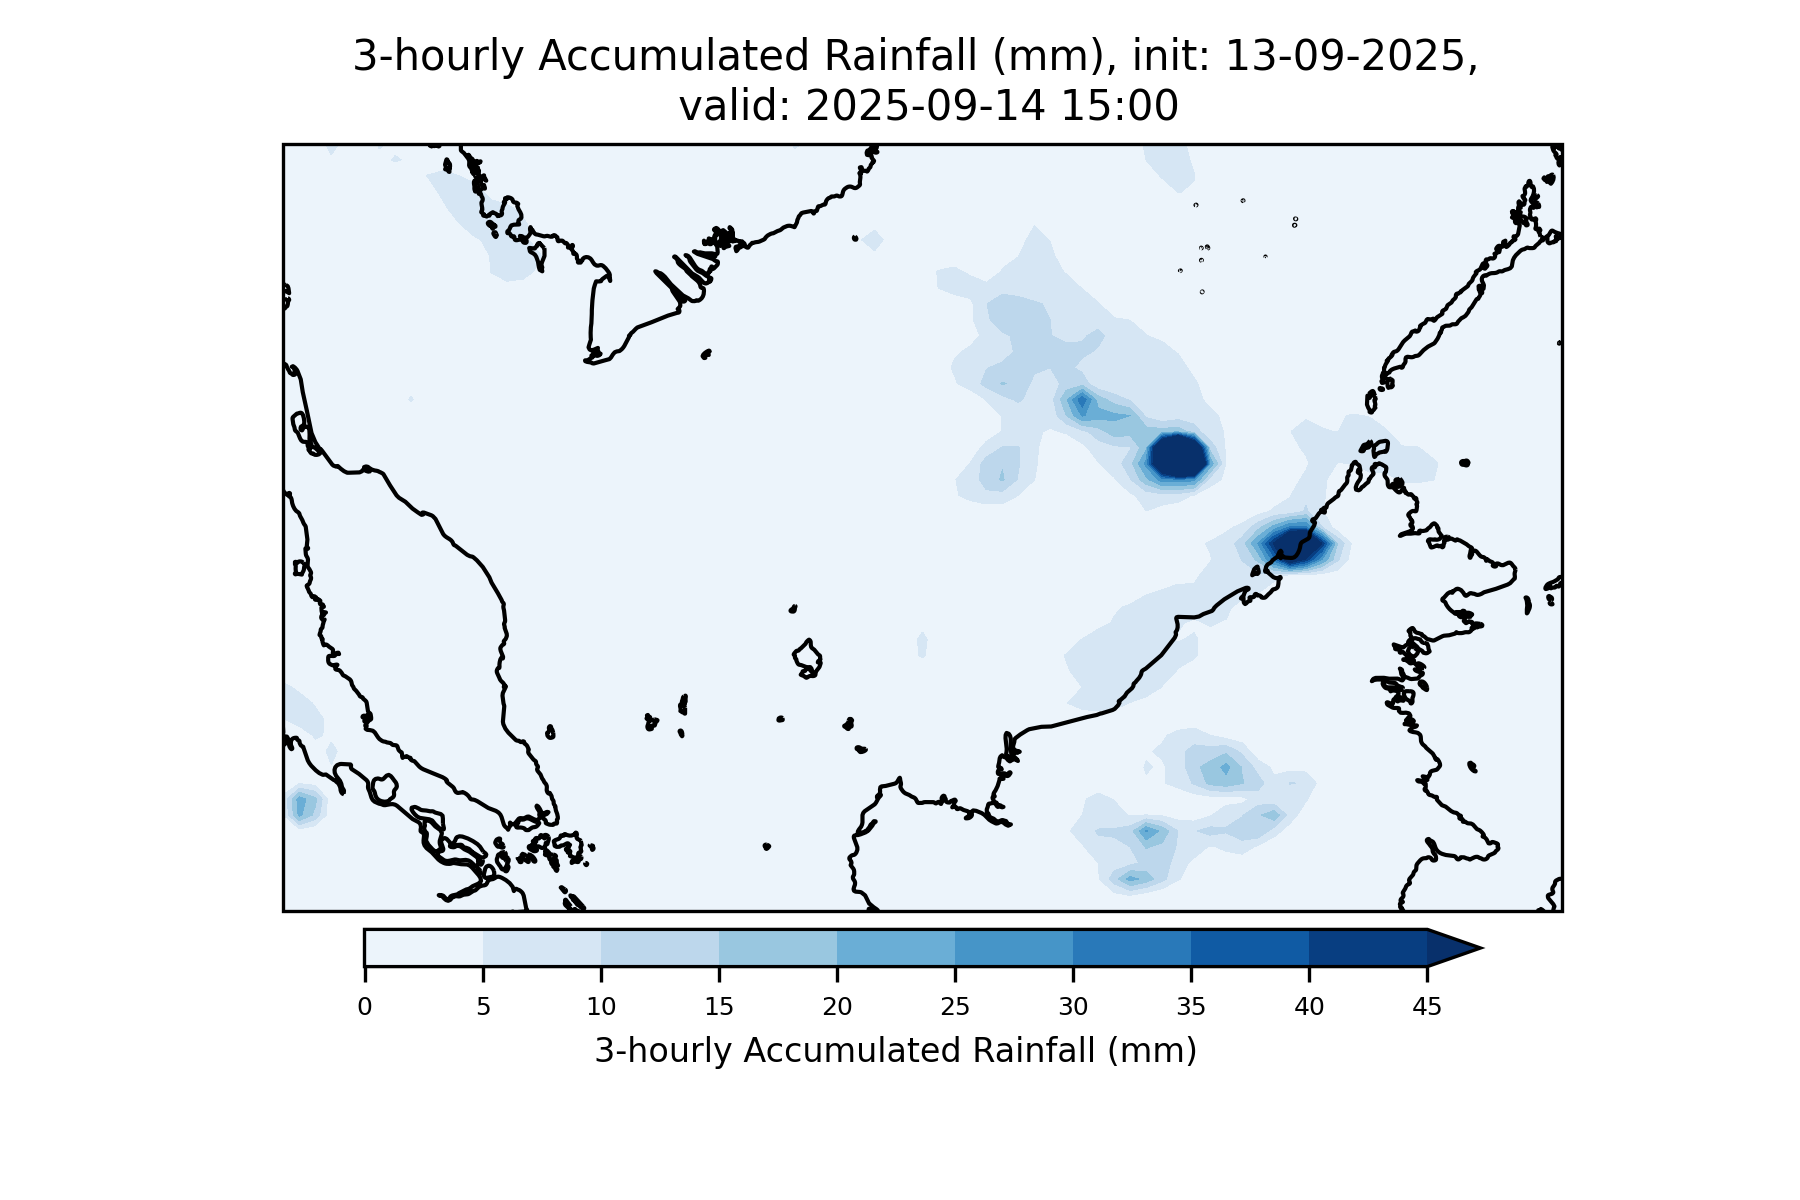 3-hourly Accumulated Rainfall (mm), init: 13-09-2025,
valid: 2025-09-14 15:00
0 5 10 15 20 25 30 35 40 45
3-hourly Accumulated Rainfall (mm)